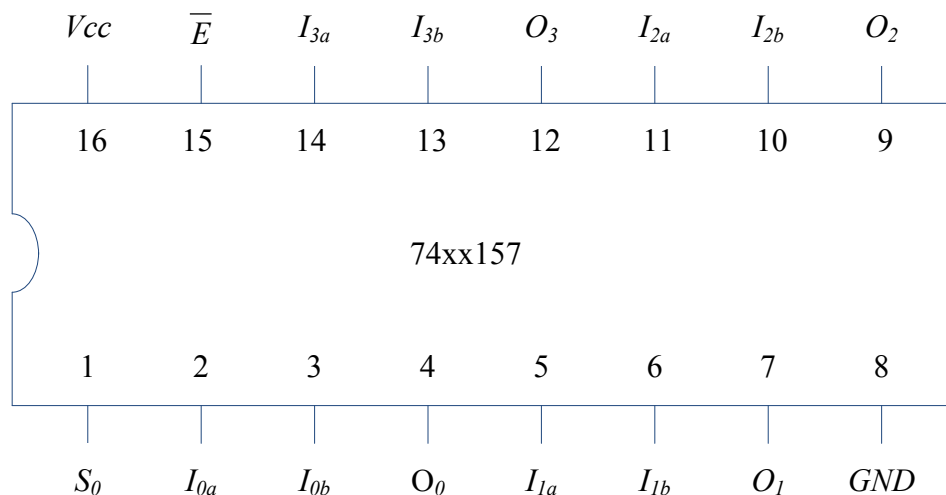 Vcc E̅ I3a I3b O3 I2a I2b O2
16 15 14 13 12 11 10 9
74xx157
1 2 3 4 5 6 7 8
S0 I0a I0b O0 I1a I1b O1 GND